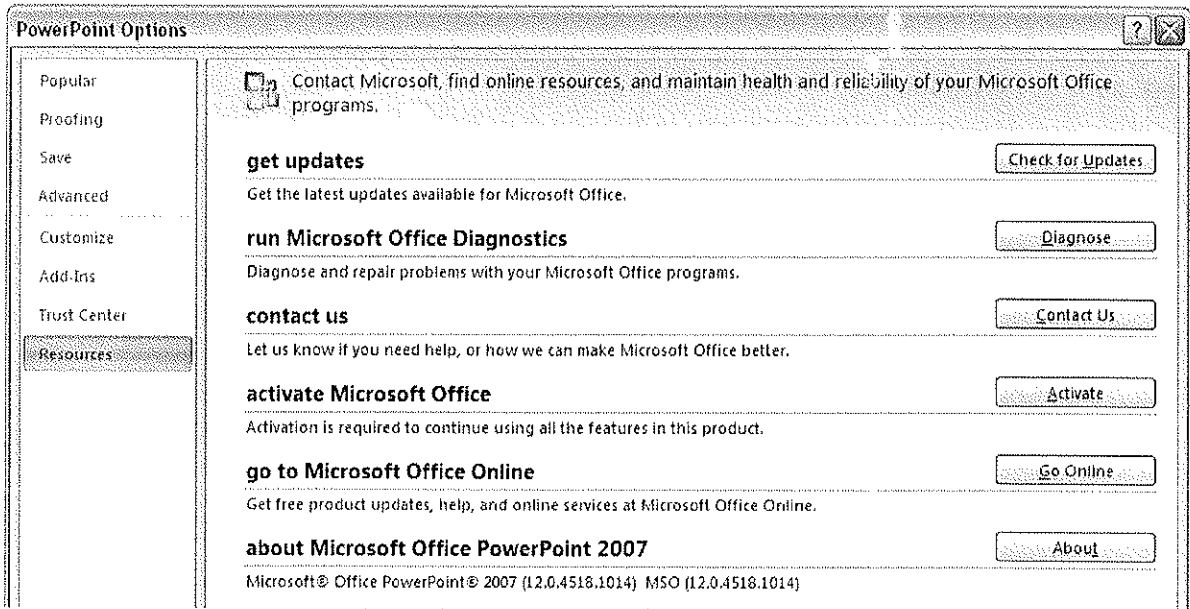 PowerPoint Options
?
Popular
Proofing
Save
Advanced
Customize
Add-Ins
Trust Center
Resources
Contact Microsoft, find online resources, and maintain health and reliability of your Microsoft Office
programs.
get updates
Check for Updates
Get the latest updates available for Microsoft Office.
run Microsoft Office Diagnostics
Diagnose
Diagnose and repair problems with your Microsoft Office programs.
contact us
Contact Us
Let us know if you need help, or how we can make Microsoft Office better.
activate Microsoft Office
Activate
Activation is required to continue using all the features in this product.
go to Microsoft Office Online
Go Online
Get free product updates, help, and online services at Microsoft Office Online.
about Microsoft Office PowerPoint 2007
About
Microsoft® Office PowerPoint® 2007 (12.0.4518.1014) MSO (12.0.4518.1014)